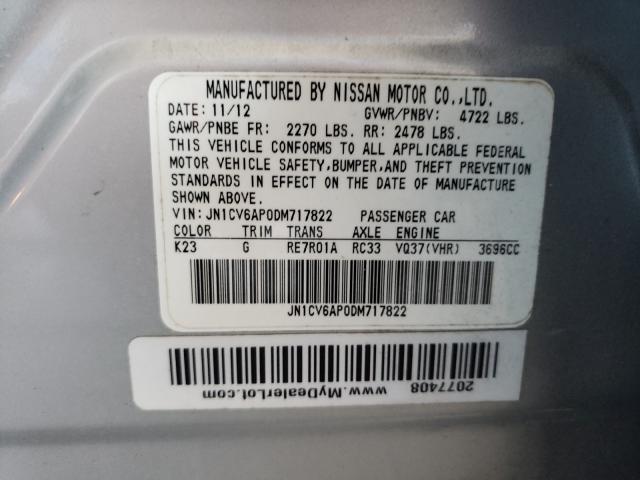 MANUFACTURED BY NISSAN MOTOR CO.,LTD.
DATE: 11/12 GVWR/PNBV: 4722 LBS.
GAWR/PNBE FR: 2270 LBS. RR: 2478 LBS.
THIS VEHICLE CONFORMS TO ALL APPLICABLE FEDERAL
MOTOR VEHICLE SAFETY,BUMPER,AND THEFT PREVENTION
STANDARDS IN EFFECT ON THE DATE OF MANUFACTURE
SHOWN ABOVE.
VIN: JN1CV6AP0DM717822 PASSENGER CAR
COLOR TRIM TRANS AXLE ENGINE
K23 G RE7R01A RC33 VQ37(VHR) 3696CC
JN1CV6AP0DM717822
2077408
www.MyDealerLot.com